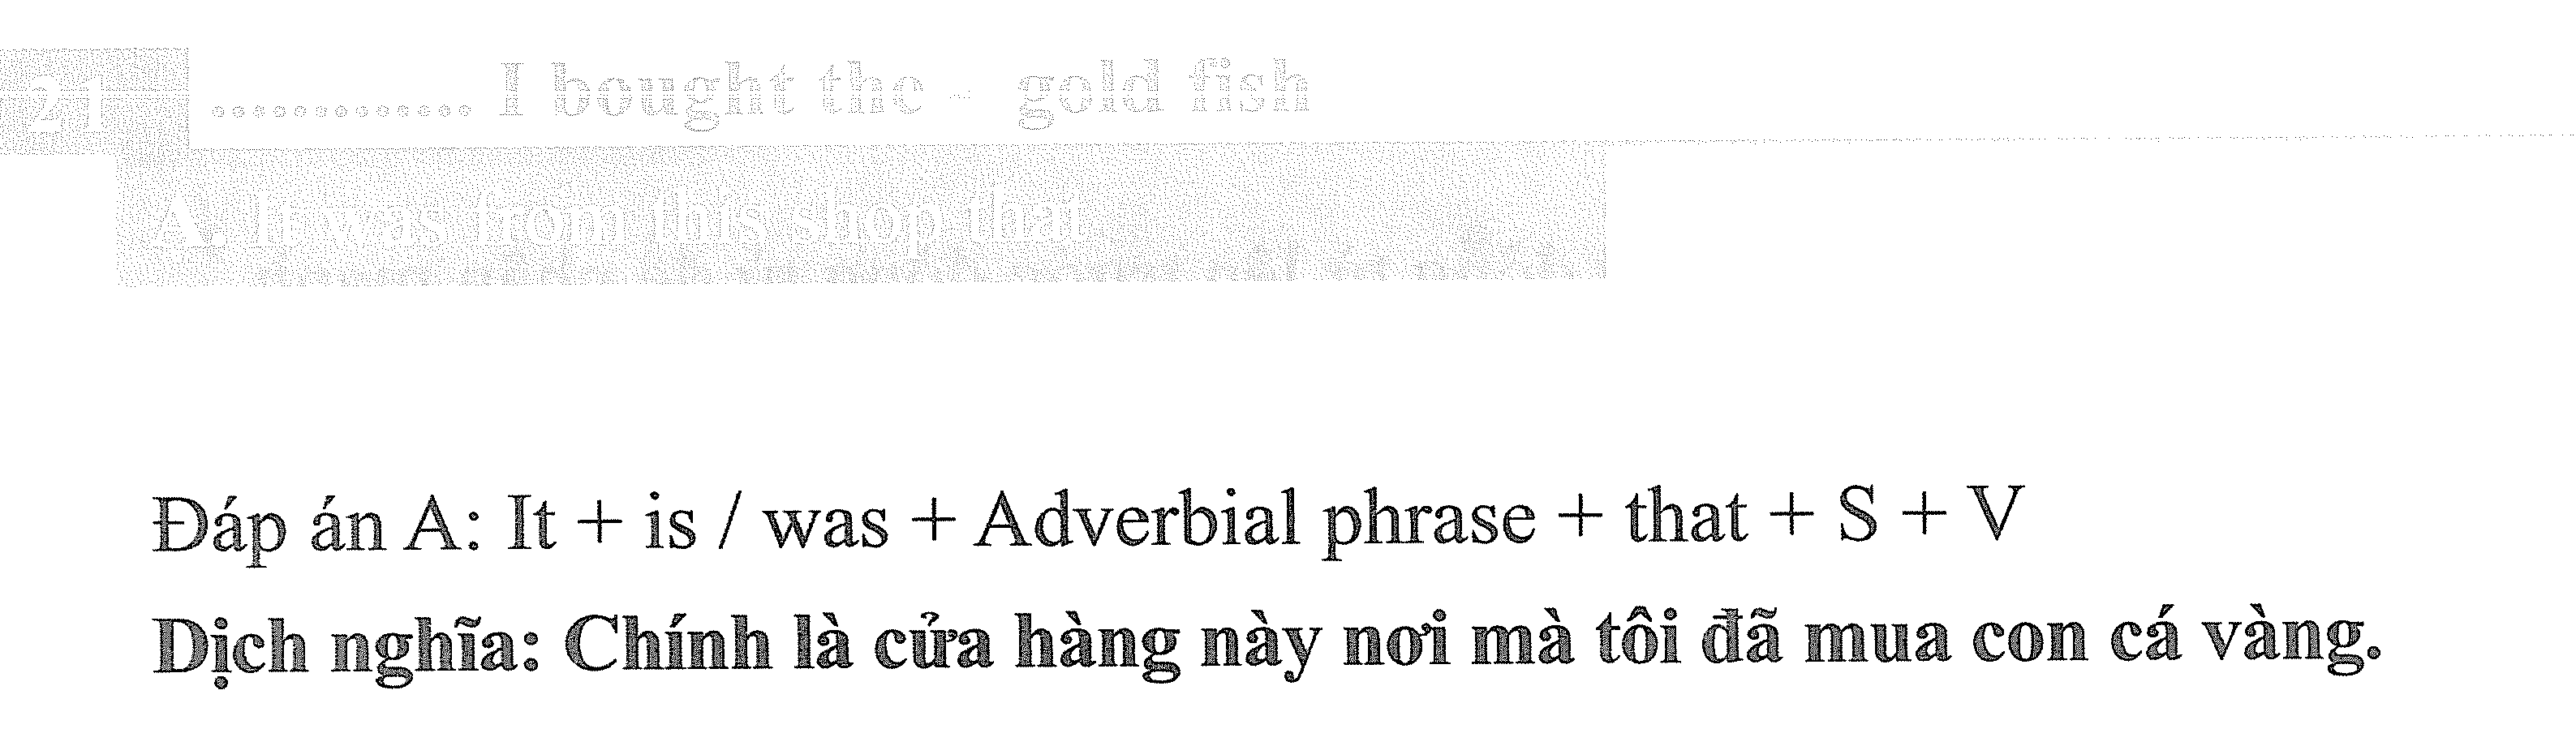 21 ............. I bought the - gold fish
A. It was from this shop that
Đáp án A: It + is / was + Adverbial phrase + that + S + V
Dịch nghĩa: Chính là cửa hàng này nơi mà tôi đã mua con cá vàng.